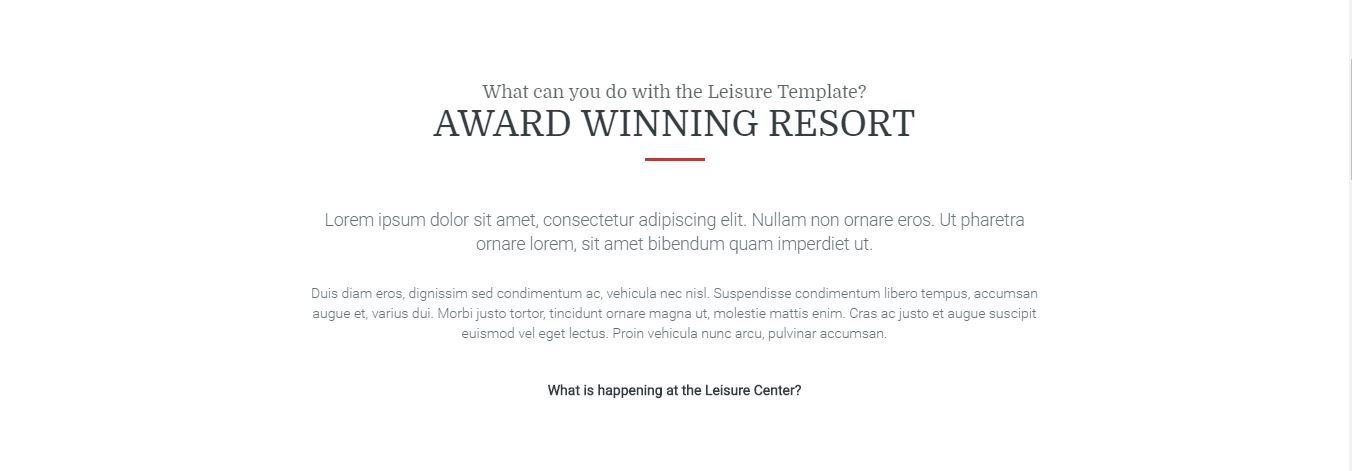 What can you do with the Leisure Template?
AWARD WINNING RESORT
Lorem ipsum dolor sit amet, consectetur adipiscing elit. Nullam non ornare eros. Ut pharetra
ornare lorem, sit amet bibendum quam imperdiet ut.
Duis diam eros, dignissim sed condimentum ac, vehicula nec nisl. Suspendisse condimentum libero tempus, accumsan
augue et, varius dui. Morbi justo tortor, tincidunt ornare magna ut, molestie mattis enim. Cras ac justo et augue suscipit
euismod vel eget lectus. Proin vehicula nunc arcu, pulvinar accumsan.
What is happening at the Leisure Center?